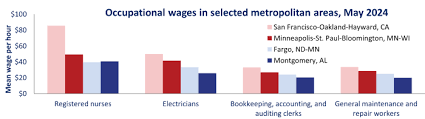 Occupational wages in selected metropolitan areas, May 2024
Mean wage per
hour
$100
$80
$60
$40
$20
$0
San Francisco-Oakland-Hayward, CA
Minneapolis-St. Paul-Bloomington, MN-WI
Fargo, ND-MN
Montgomery, AL
Registered nurses
Electricians
Bookkeeping, accounting, and
auditing clerks
General maintenance and
repair workers